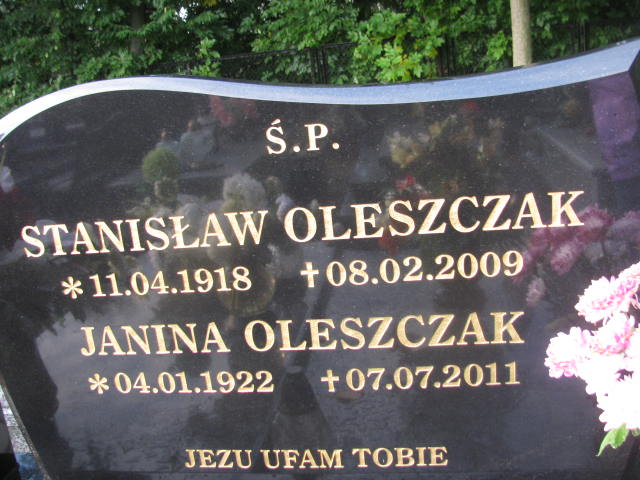 Ś.P.
STANISŁAW OLESZCZAK
*11.04.1918 †08.02.2009
JANINA OLESZCZAK
*04.01.1922 †07.07.2011
JEZU UFAM TOBIE